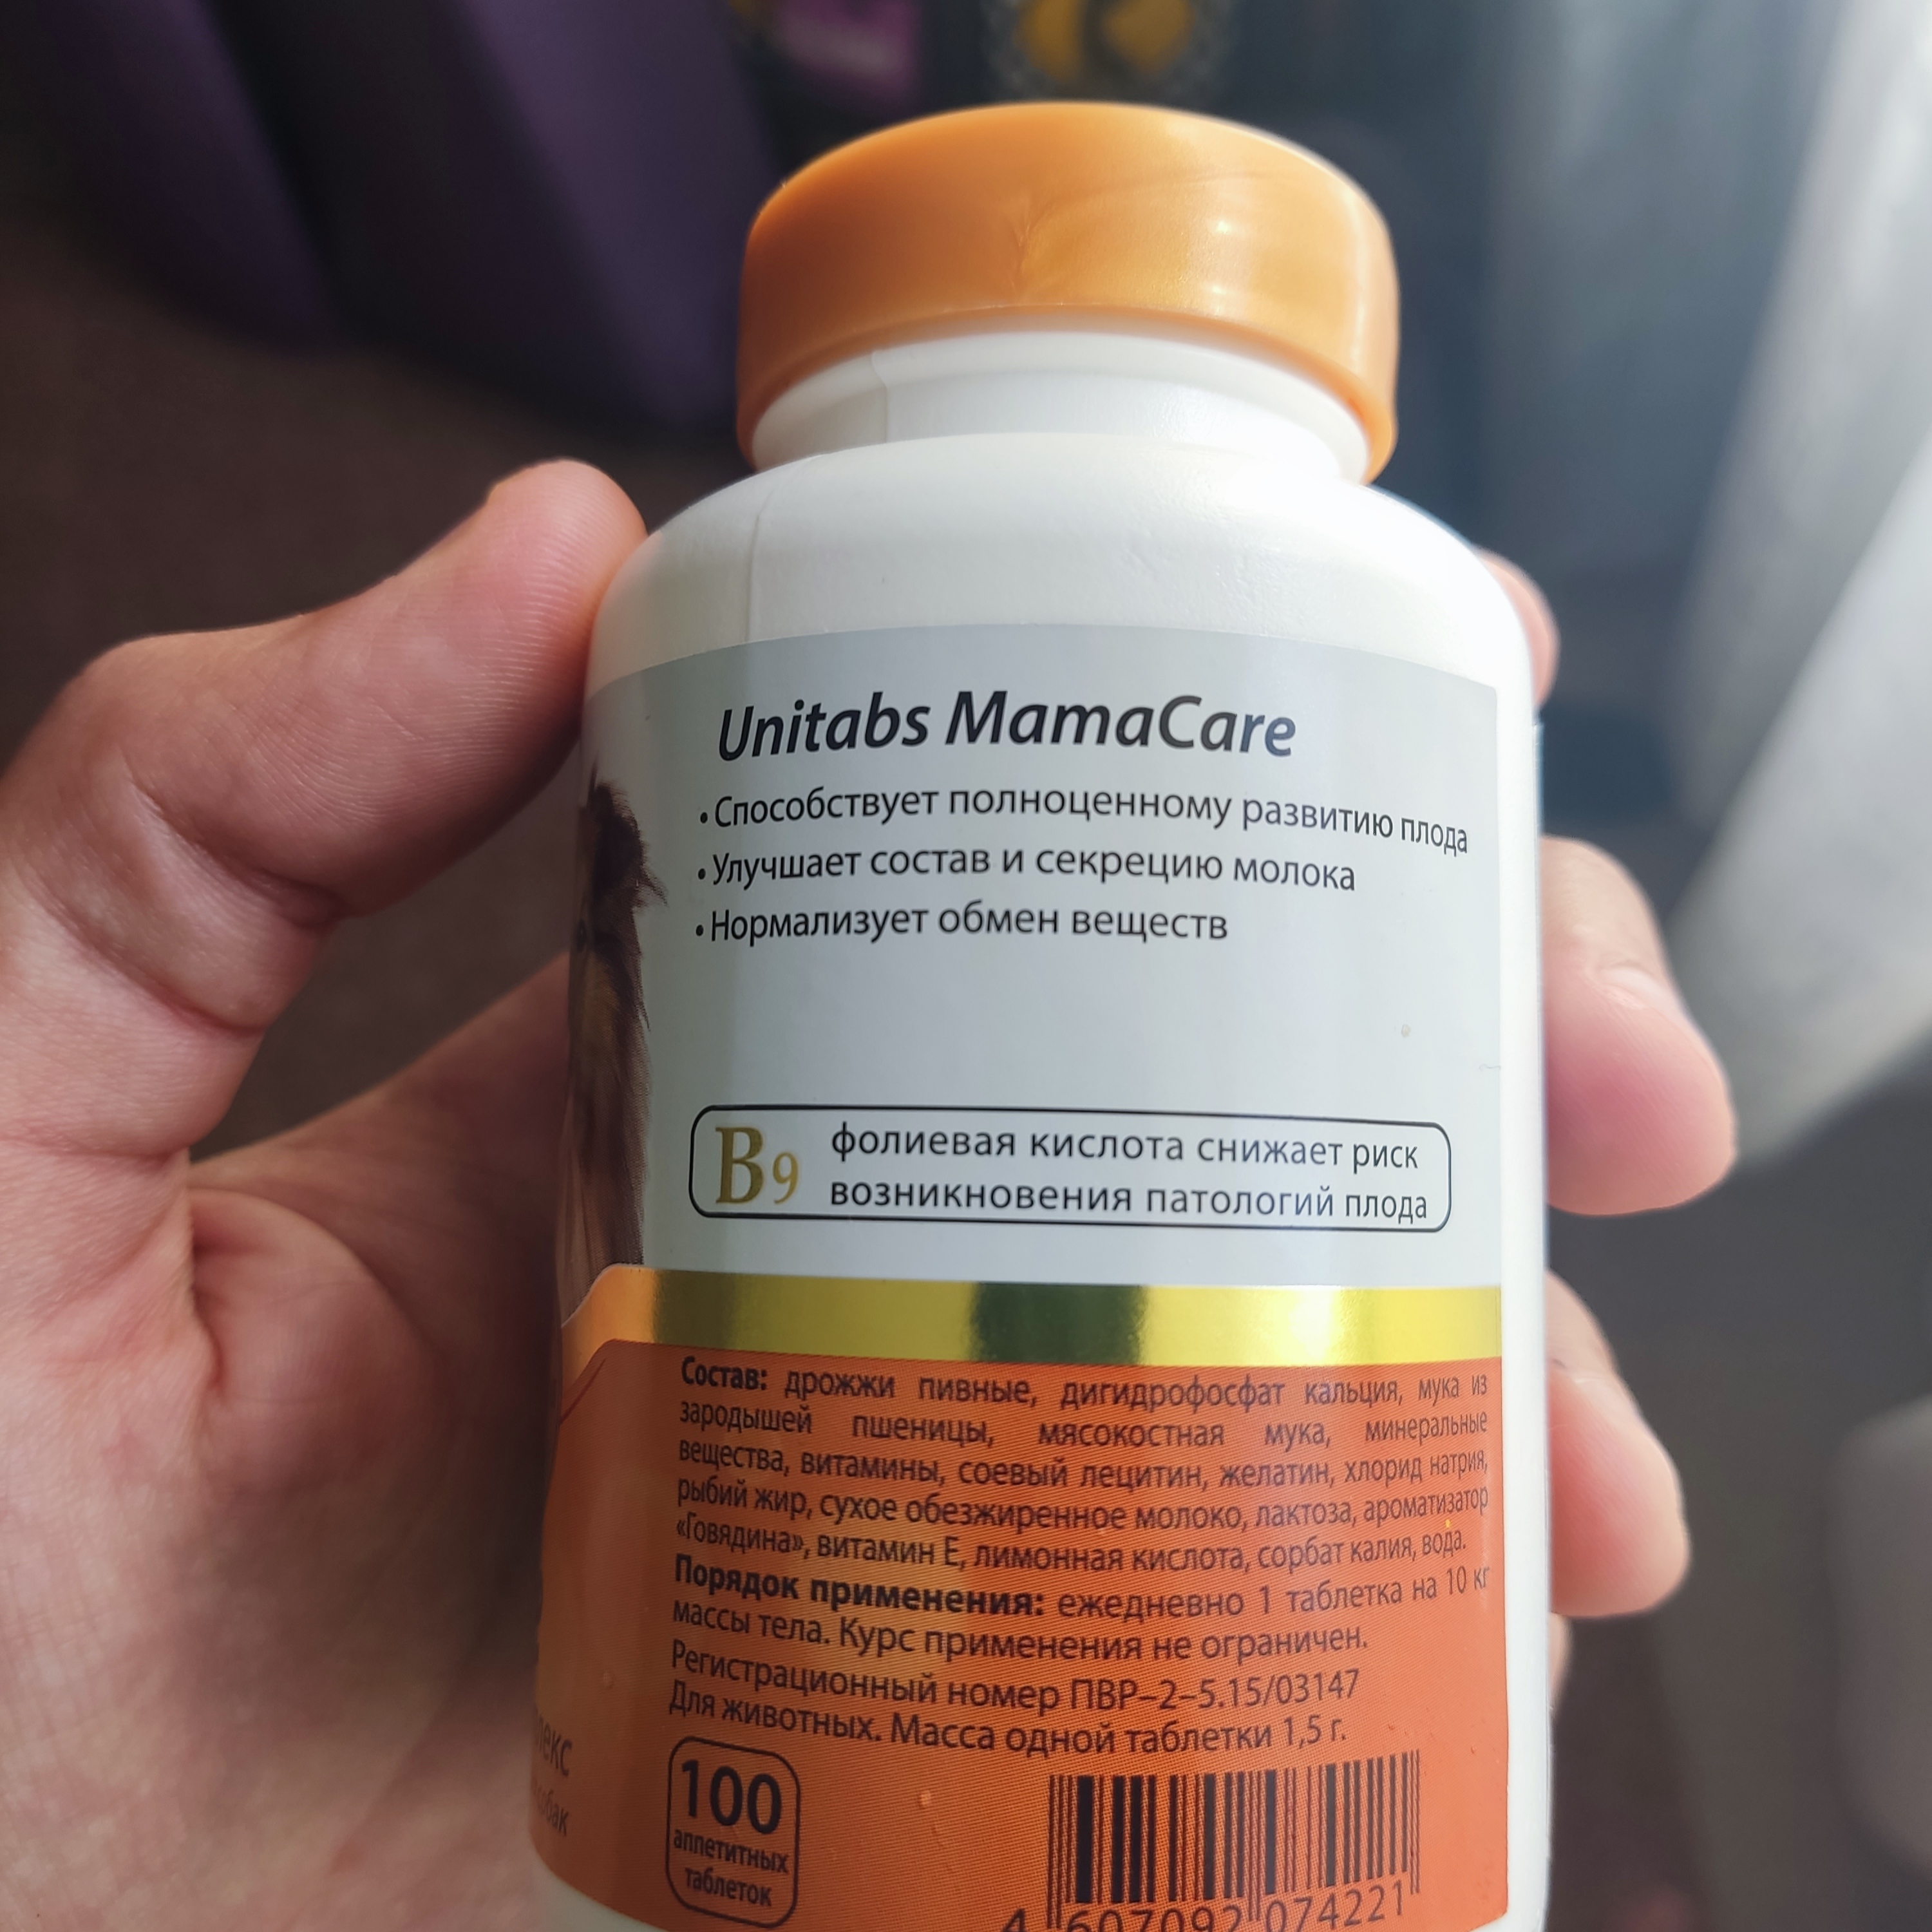 Unitabs MamaCare
• Способствует полноценному развитию плода
• Улучшает состав и секрецию молока
• Нормализует обмен веществ
B9 фолиевая кислота снижает риск
возникновения патологий плода
Состав: дрожжи пивные, дигидрофосфат кальция, мука из
зародышей пшеницы, мясокостная мука, минеральные
вещества, витамины, соевый лецитин, желатин, хлорид натрия,
рыбий жир, сухое обезжиренное молоко, лактоза, ароматизатор
«Говядина», витамин Е, лимонная кислота, сорбат калия, вода.
Порядок применения: ежедневно 1 таблетка на 10 кг
массы тела. Курс применения не ограничен.
Регистрационный номер ПВР–2–5.15/03147
Для животных. Масса одной таблетки 1,5 г.
100
аппетитных
таблеток
4 607092 074221